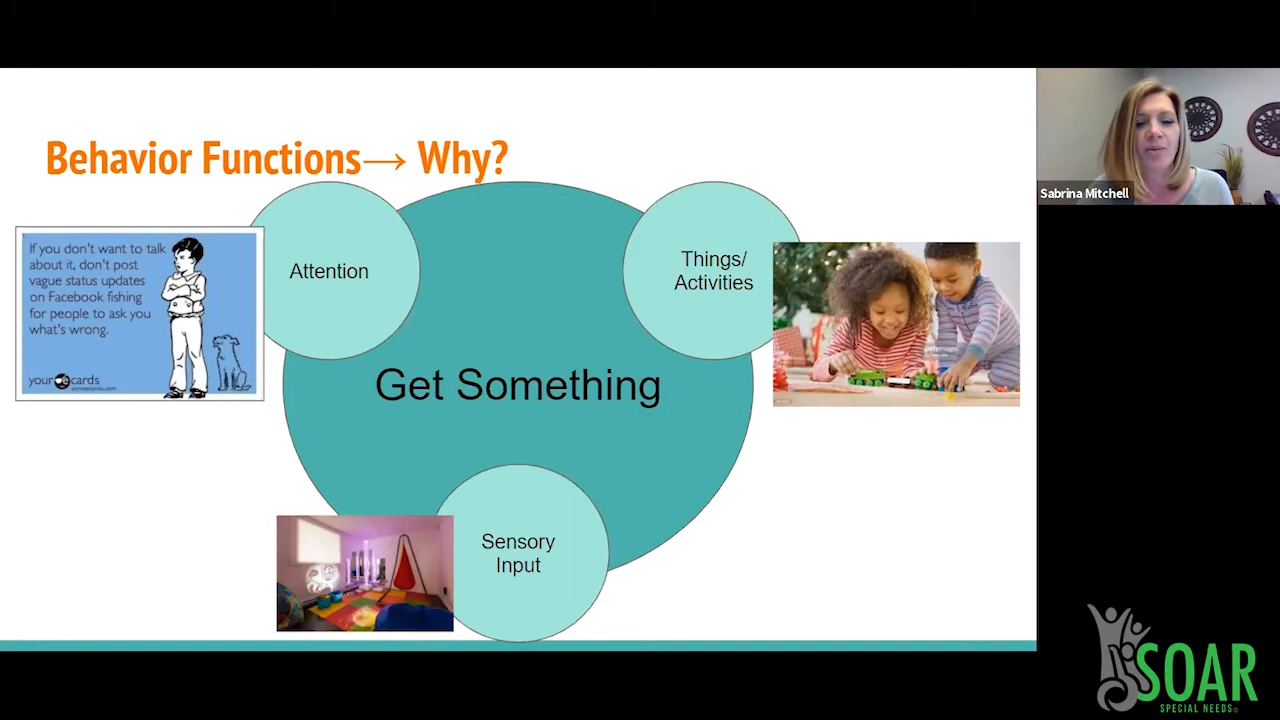 Behavior Functions→ Why?
If you don't want to talk
about it, don't post
vague status updates
on Facebook fishing
for people to ask you
what's wrong.
your
cards
someecards.com
Attention
Things/
Activities
Get Something
Sensory
Input
Sabrina Mitchell
SOAR
SPECIAL NEEDS